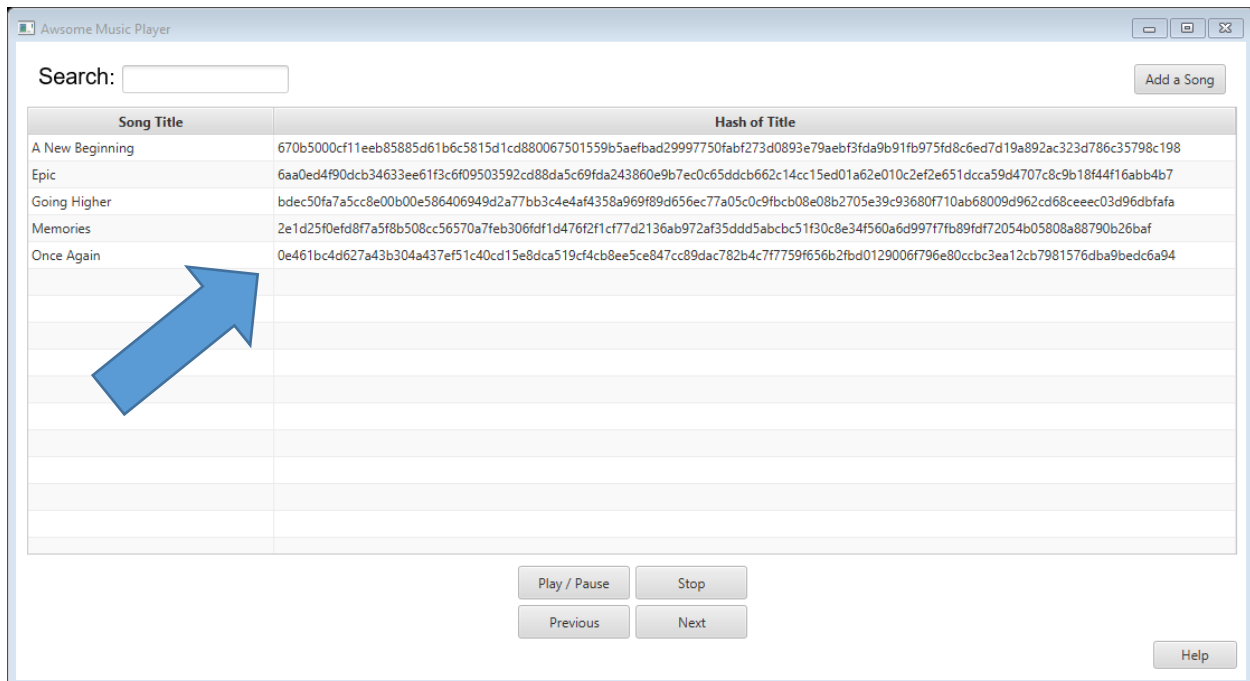 Awsome Music Player
Search:
Add a Song
Song Title Hash of Title
A New Beginning 670b5000cf11eeb85885d61b6c5815d1cd880067501559b5aefbad29997750fabf273d0893e79aebf3fda9b91fb975fd8c6ed7d19a892ac323d786c35798c198
Epic 6aa0ed4f90dcb34633ee61f3c6f09503592cd88da5c69fda243860e9b7ec0c65ddcb662c14cc15ed01a62e010c2ef2e651dcca59d4707c8c9b18f44f16abb4b7
Going Higher bdec50fa7a5cc8e00b00e586406949d2a77bb3c4e4af4358a969f89d656ec77a05c0c9fbcb08e08b2705e39c93680f710ab68009d962cd68ceeec03d96dbfafa
Memories 2e1d25f0efd8f7a5f8b508cc56570a7feb306fdf1d476f2f1cf77d2136ab972af35ddd5abcbc51f30c8e34f560a6d997f7fb89fdf72054b05808a88790b26baf
Once Again 0e461bc4d627a43b304a437ef51c40cd15e8dca519cf4cb8ee5ce847cc89dac782b4c7f7759f656b2fbd0129006f796e80ccbc3ea12cb7981576dba9bedc6a94
Play / Pause Stop
Previous Next
Help